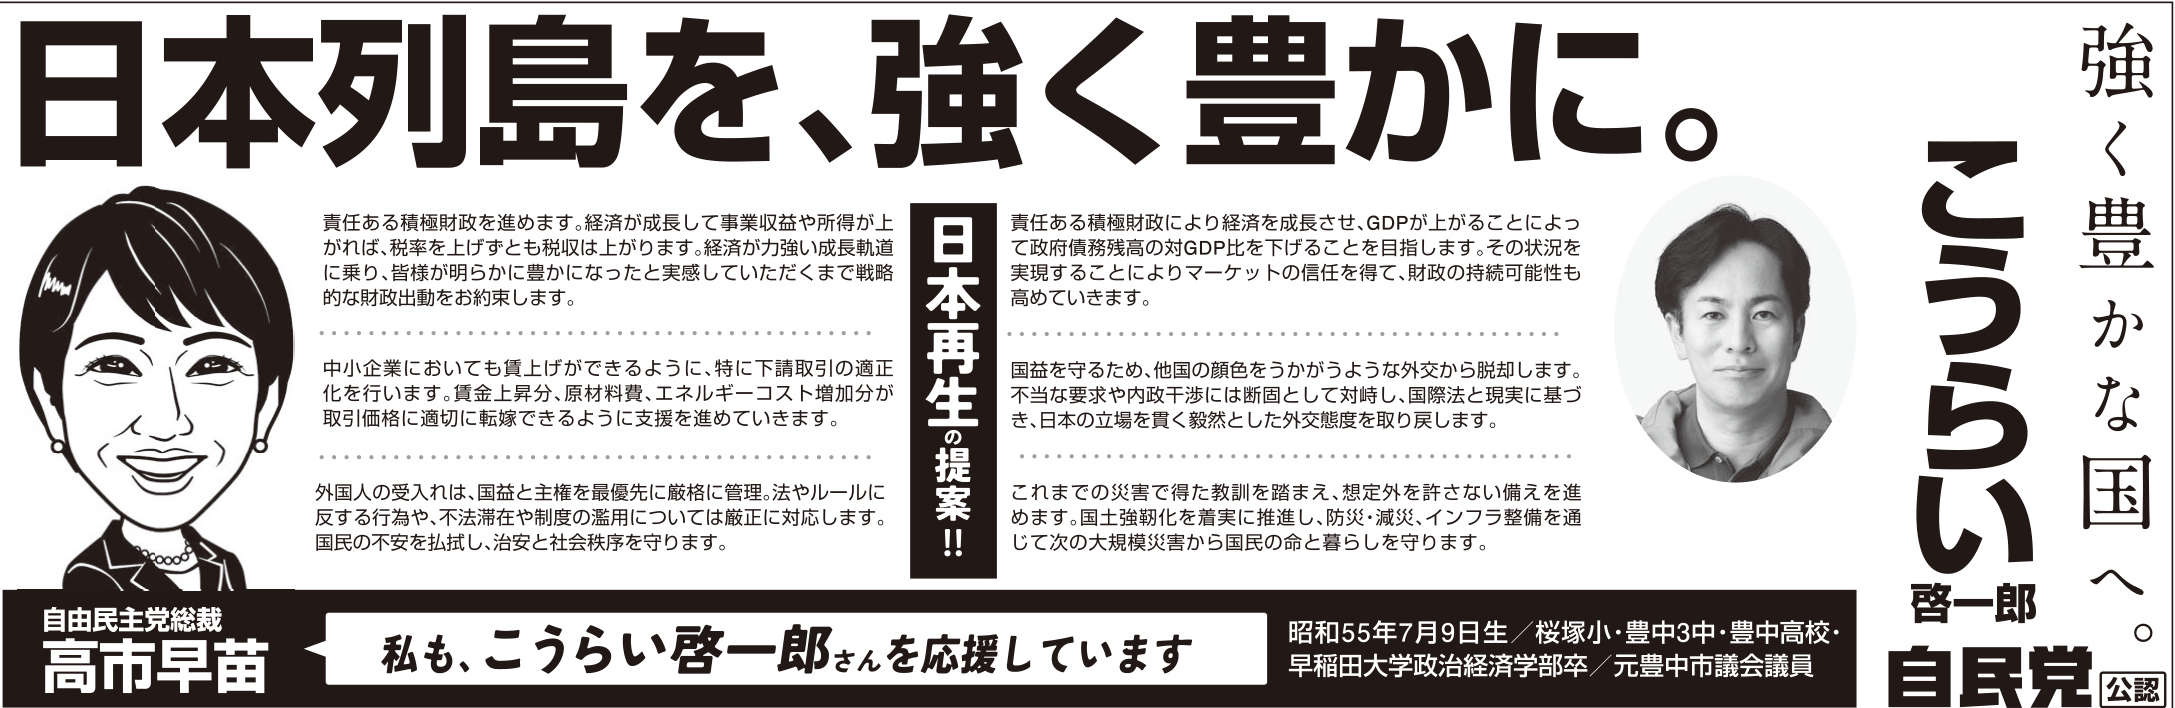 日本列島を、強く豊かに。
強く豊かな国へ。
こうらい
啓一郎
自民党
公認
責任ある積極財政を進めます。経済が成長して事業収益や所得が上
がれば、税率を上げずとも税収は上がります。経済が力強い成長軌道
に乗り、皆様が明らかに豊かになったと実感していただくまで戦略
的な財政出動をお約束します。
中小企業においても賃上げができるように、特に下請取引の適正
化を行います。賃金上昇分、原材料費、エネルギーコスト増加分が
取引価格に適切に転嫁できるように支援を進めていきます。
外国人の受入れは、国益と主権を最優先に厳格に管理。法やルールに
反する行為や、不法滞在や制度の濫用については厳正に対応します。
国民の不安を払拭し、治安と社会秩序を守ります。
日本再生の提案!!
責任ある積極財政により経済を成長させ、GDPが上がることによっ
て政府債務残高の対GDP比を下げることを目指します。その状況を
実現することによりマーケットの信任を得て、財政の持続可能性も
高めていきます。
国益を守るため、他国の顔色をうかがうような外交から脱却します。
不当な要求や内政干渉には断固として対峙し、国際法と現実に基づ
き、日本の立場を貫く毅然とした外交態度を取り戻します。
これまでの災害で得た教訓を踏まえ、想定外を許さない備えを進
めます。国土強靭化を着実に推進し、防災・減災、インフラ整備を通
じて次の大規模災害から国民の命と暮らしを守ります。
自由民主党総裁
高市早苗
私も、こうらい啓一郎さんを応援しています
昭和55年7月9日生／桜塚小・豊中3中・豊中高校・
早稲田大学政治経済学部卒／元豊中市議会議員